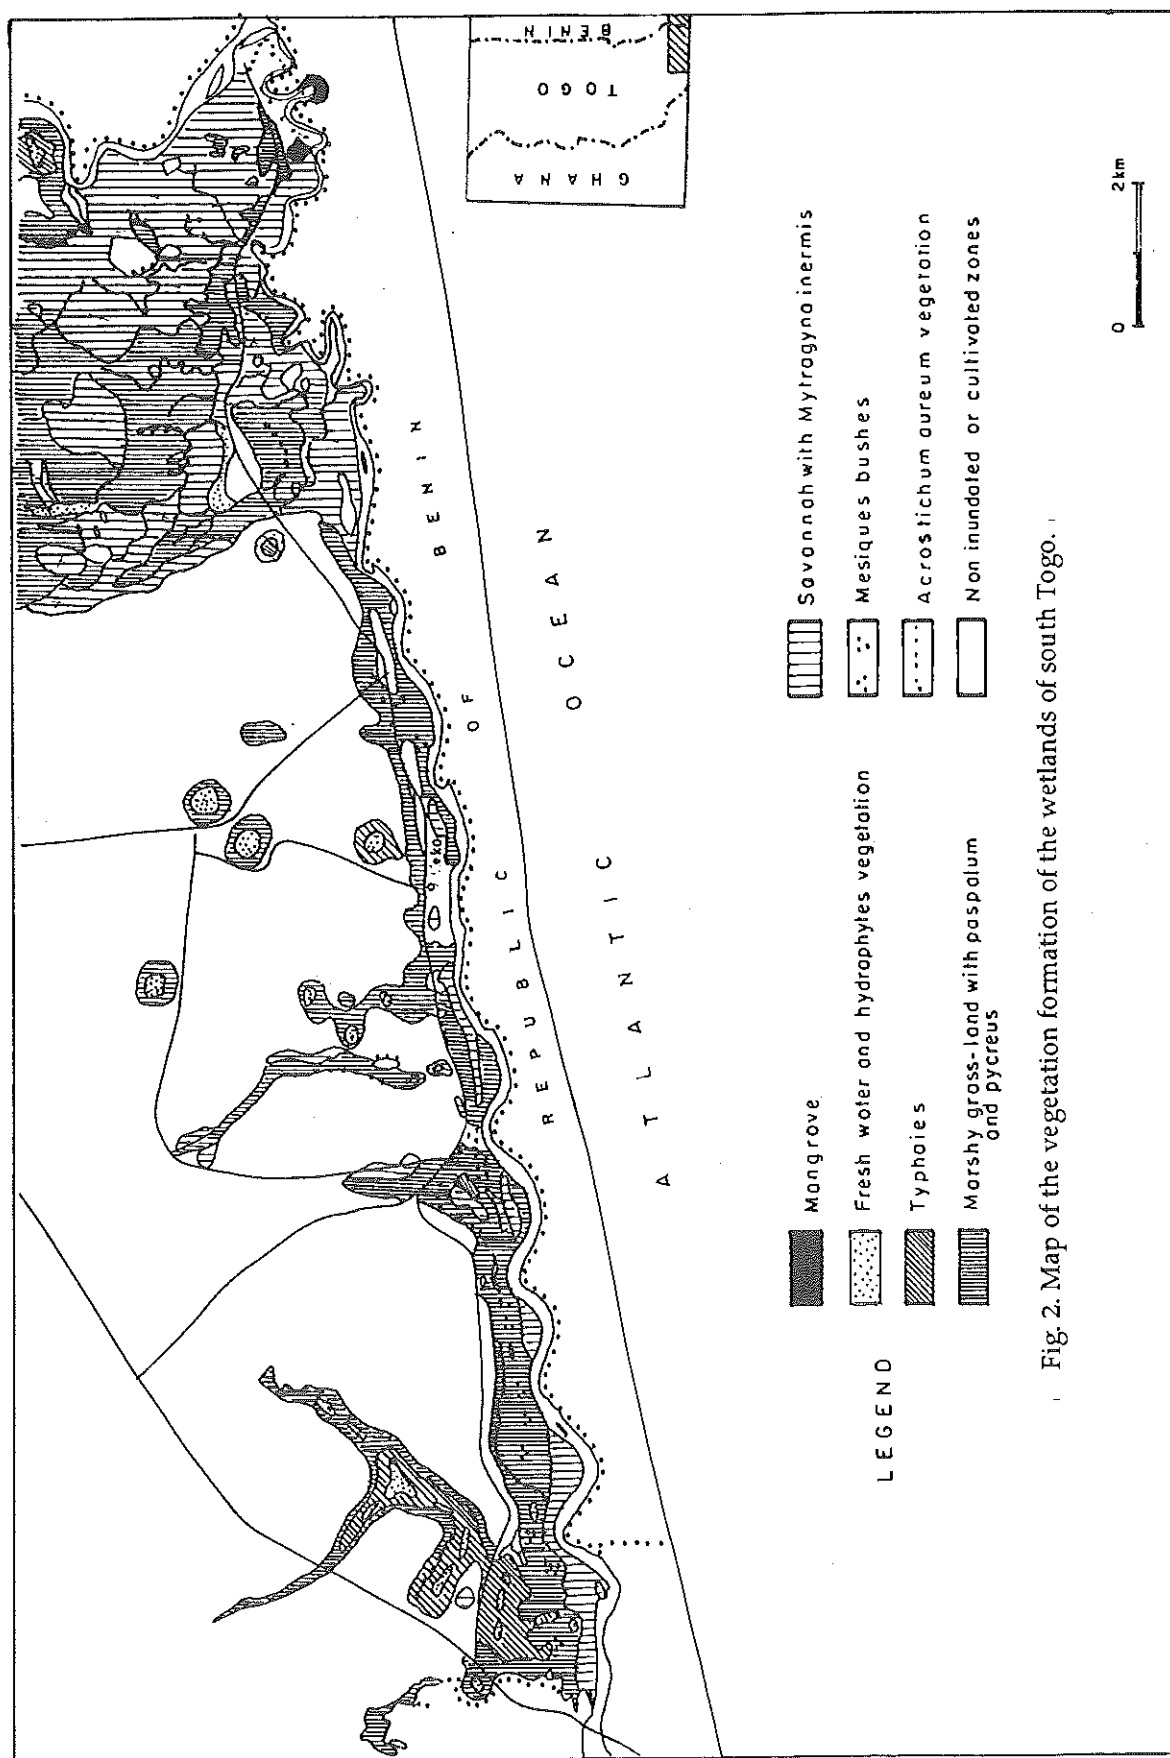 BENIN
TOGO
GHANA
REPUBLIC OF BENIN
ATLANTIC OCEAN
LEGEND
Mangrove
Fresh water and hydrophytes vegetation
Typhaies
Marshy grass-land with paspalum
and pycreus
Savannah with Mytragyna inermis
Mesiques bushes
Acrostichum aureum vegetation
Non inundated or cultivated zones
0 2km
Fig. 2. Map of the vegetation formation of the wetlands of south Togo.